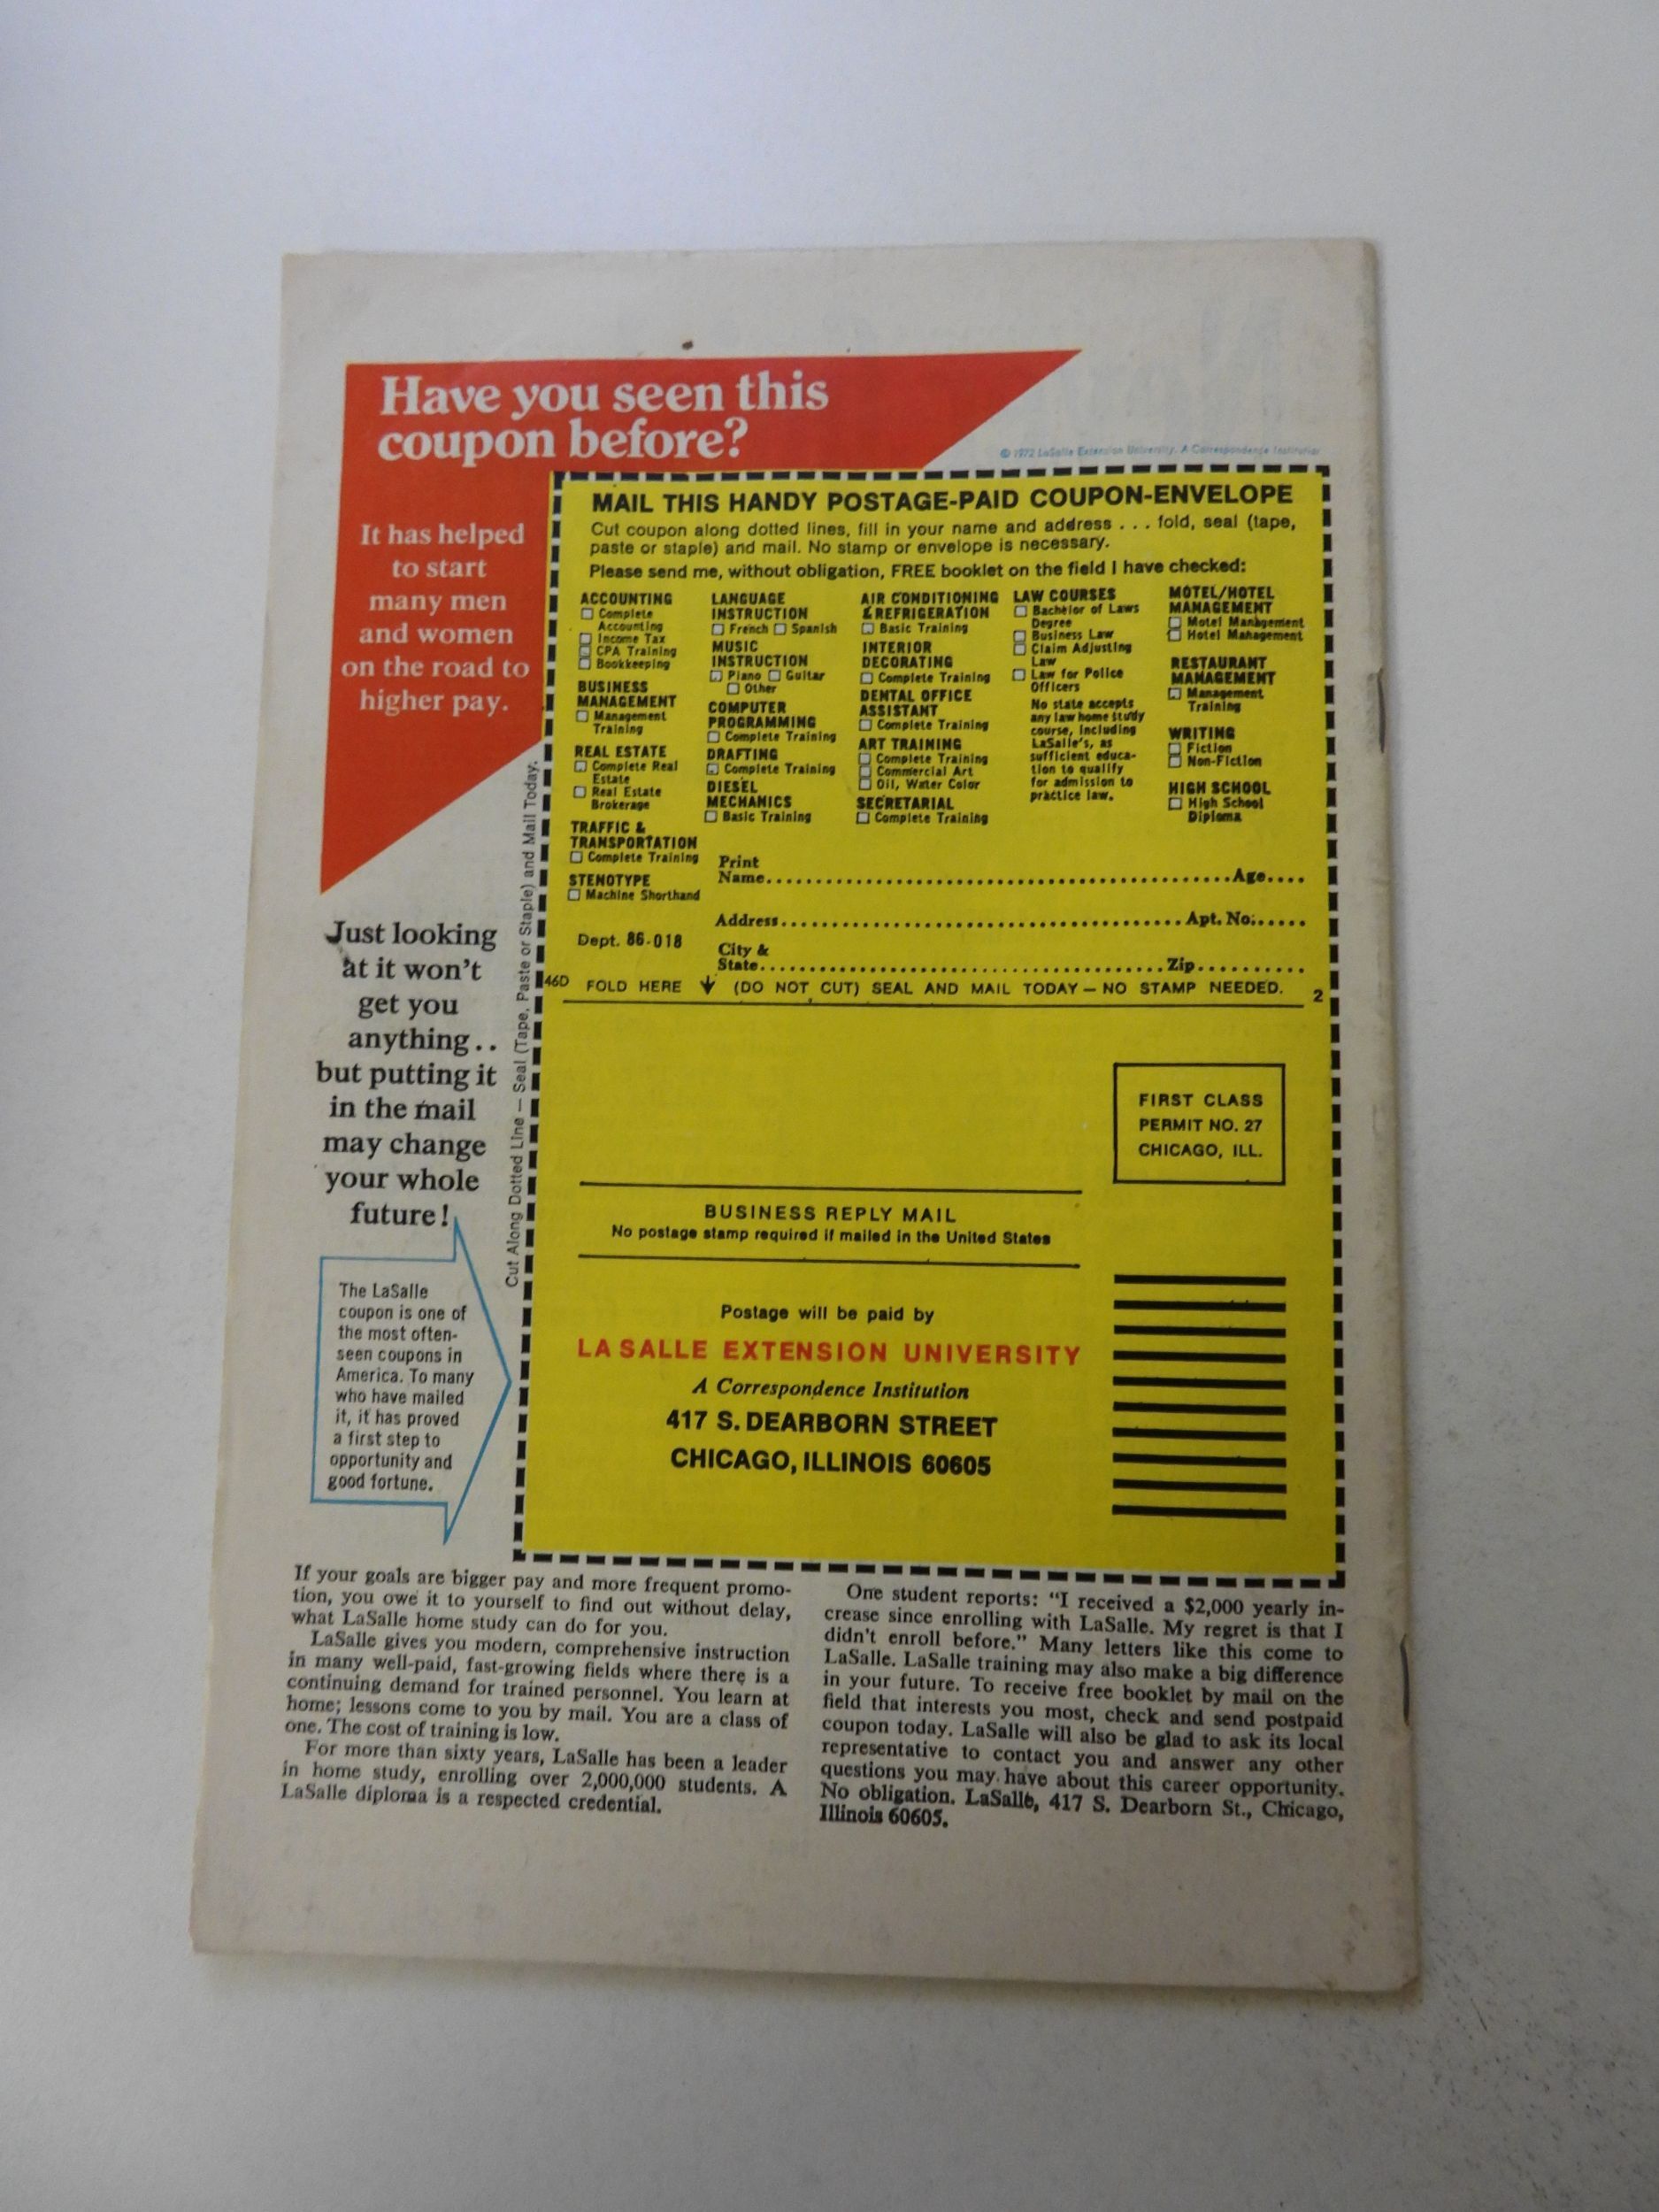 Have you seen this
coupon before?
© 1972 LaSalle Extension University. A Correspondence Institution
It has helped
to start
many men
and women
on the road to
higher pay.
Just looking
at it won't
get you
anything..
but putting it
in the mail
may change
your whole
future!
The LaSalle
coupon is one of
the most often-
seen coupons in
America. To many
who have mailed
it, it has proved
a first step to
opportunity and
good fortune.
Cut Along Dotted Line — Seal (Tape, Paste or Staple) and Mail Today.
MAIL THIS HANDY POSTAGE-PAID COUPON-ENVELOPE
Cut coupon along dotted lines, fill in your name and address . . . fold, seal (tape,
paste or staple) and mail. No stamp or envelope is necessary.
Please send me, without obligation, FREE booklet on the field I have checked:
ACCOUNTING
Complete
Accounting
Income Tax
CPA Training
Bookkeeping
BUSINESS
MANAGEMENT
Management
Training
REAL ESTATE
Complete Real
Estate
Real Estate
Brokerage
TRAFFIC &
TRANSPORTATION
Complete Training
STENOTYPE
Machine Shorthand
LANGUAGE
INSTRUCTION
French Spanish
MUSIC
INSTRUCTION
Piano Guitar
Other
COMPUTER
PROGRAMMING
Complete Training
DRAFTING
Complete Training
DIESEL
MECHANICS
Basic Training
AIR CONDITIONING
& REFRIGERATION
Basic Training
INTERIOR
DECORATING
Complete Training
DENTAL OFFICE
ASSISTANT
Complete Training
ART TRAINING
Complete Training
Commercial Art
Oil, Water Color
SECRETARIAL
Complete Training
LAW COURSES
Bachelor of Laws
Degree
Business Law
Claim Adjusting
Law
Law for Police
Officers
No state accepts
any law home study
course, including
LaSalle's, as
sufficient educa-
tion to qualify
for admission to
practice law.
MOTEL/HOTEL
MANAGEMENT
Motel Management
Hotel Management
RESTAURANT
MANAGEMENT
Management
Training
WRITING
Fiction
Non-Fiction
HIGH SCHOOL
High School
Diploma
Print
Name.....Age....
Address.....Apt. No......
Dept. 86-018
City &
State.....Zip..........
46D FOLD HERE ↓ (DO NOT CUT) SEAL AND MAIL TODAY — NO STAMP NEEDED. 2
FIRST CLASS
PERMIT NO. 27
CHICAGO, ILL.
BUSINESS REPLY MAIL
No postage stamp required if mailed in the United States
Postage will be paid by
LA SALLE EXTENSION UNIVERSITY
A Correspondence Institution
417 S. DEARBORN STREET
CHICAGO, ILLINOIS 60605
If your goals are bigger pay and more frequent promo-
tion, you owe it to yourself to find out without delay,
what LaSalle home study can do for you.
LaSalle gives you modern, comprehensive instruction
in many well-paid, fast-growing fields where there is a
continuing demand for trained personnel. You learn at
home; lessons come to you by mail. You are a class of
one. The cost of training is low.
For more than sixty years, LaSalle has been a leader
in home study, enrolling over 2,000,000 students. A
LaSalle diploma is a respected credential.
One student reports: "I received a $2,000 yearly in-
crease since enrolling with LaSalle. My regret is that I
didn't enroll before." Many letters like this come to
LaSalle. LaSalle training may also make a big difference
in your future. To receive free booklet by mail on the
field that interests you most, check and send postpaid
coupon today. LaSalle will also be glad to ask its local
representative to contact you and answer any other
questions you may have about this career opportunity.
No obligation. LaSalle, 417 S. Dearborn St., Chicago,
Illinois 60605.